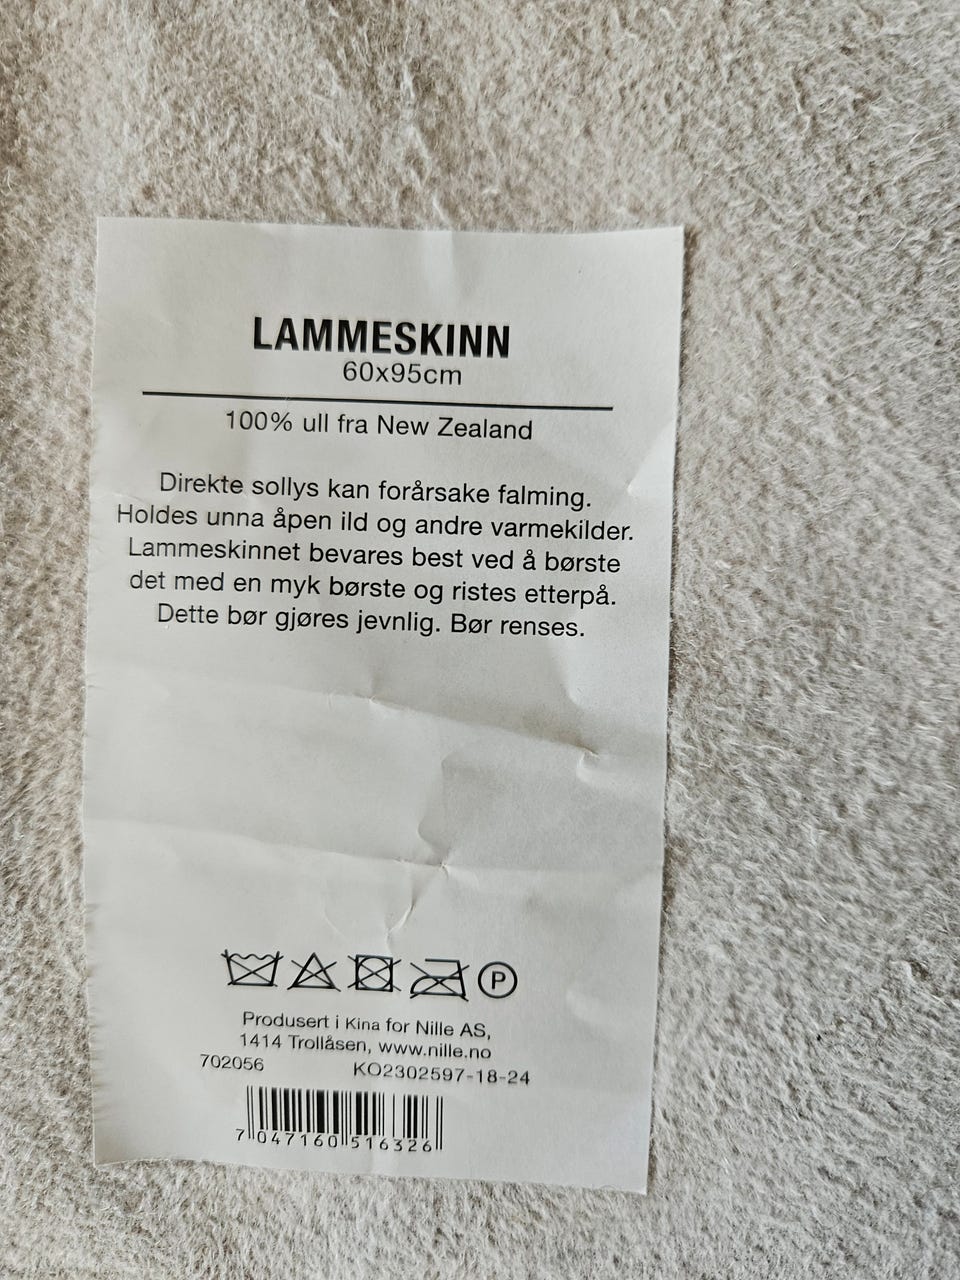 LAMMESKINN
60x95cm
100% ull fra New Zealand
Direkte sollys kan forårsake falming.
Holdes unna åpen ild og andre varmekilder.
Lammeskinnet bevares best ved å børste
det med en myk børste og ristes etterpå.
Dette bør gjøres jevnlig. Bør renses.
P
Produsert i Kina for Nille AS,
1414 Trollåsen, www.nille.no
702056 KO2302597-18-24
7 047160 516326